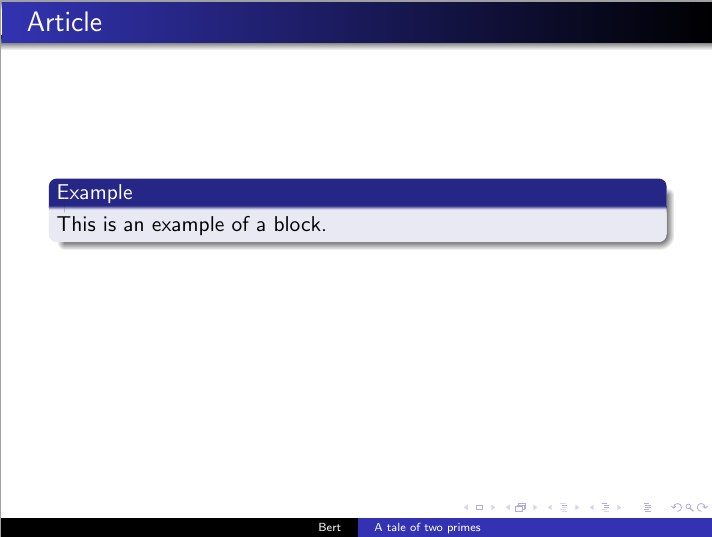 Article
Example
This is an example of a block.
Bert
A tale of two primes